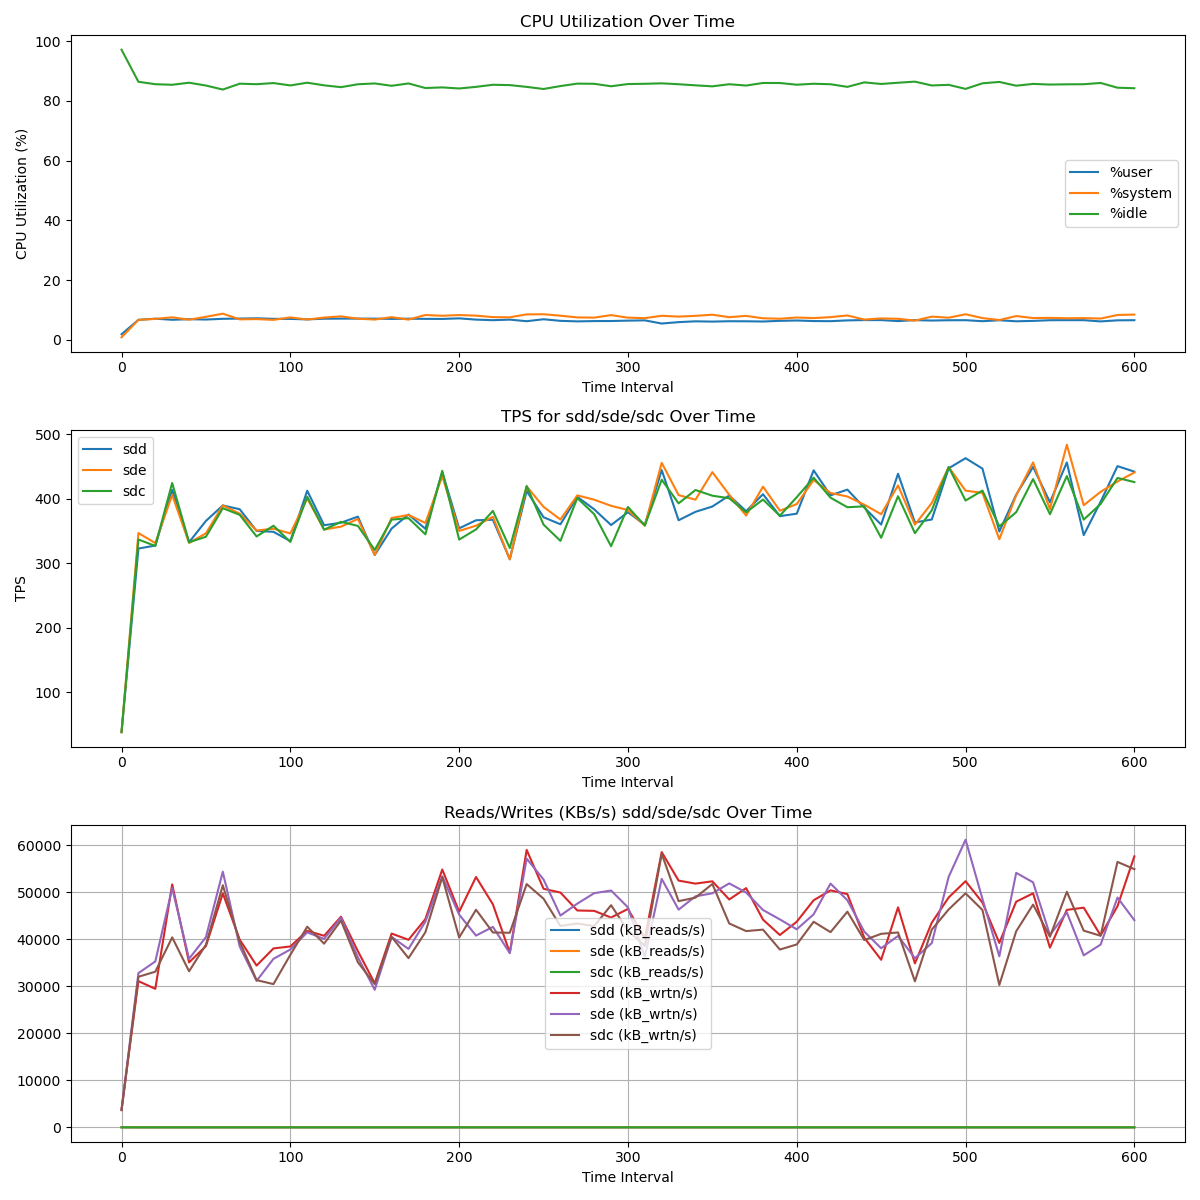 CPU Utilization Over Time
100
80
60
40
20
0
CPU Utilization (%)
%user
%system
%idle
0 100 200 300 400 500 600
Time Interval
TPS for sdd/sde/sdc Over Time
500
400
300
200
100
TPS
sdd
sde
sdc
0 100 200 300 400 500 600
Time Interval
Reads/Writes (KBs/s) sdd/sde/sdc Over Time
60000
50000
40000
30000
20000
10000
0
sdd (kB_reads/s)
sde (kB_reads/s)
sdc (kB_reads/s)
sdd (kB_wrtn/s)
sde (kB_wrtn/s)
sdc (kB_wrtn/s)
0 100 200 300 400 500 600
Time Interval